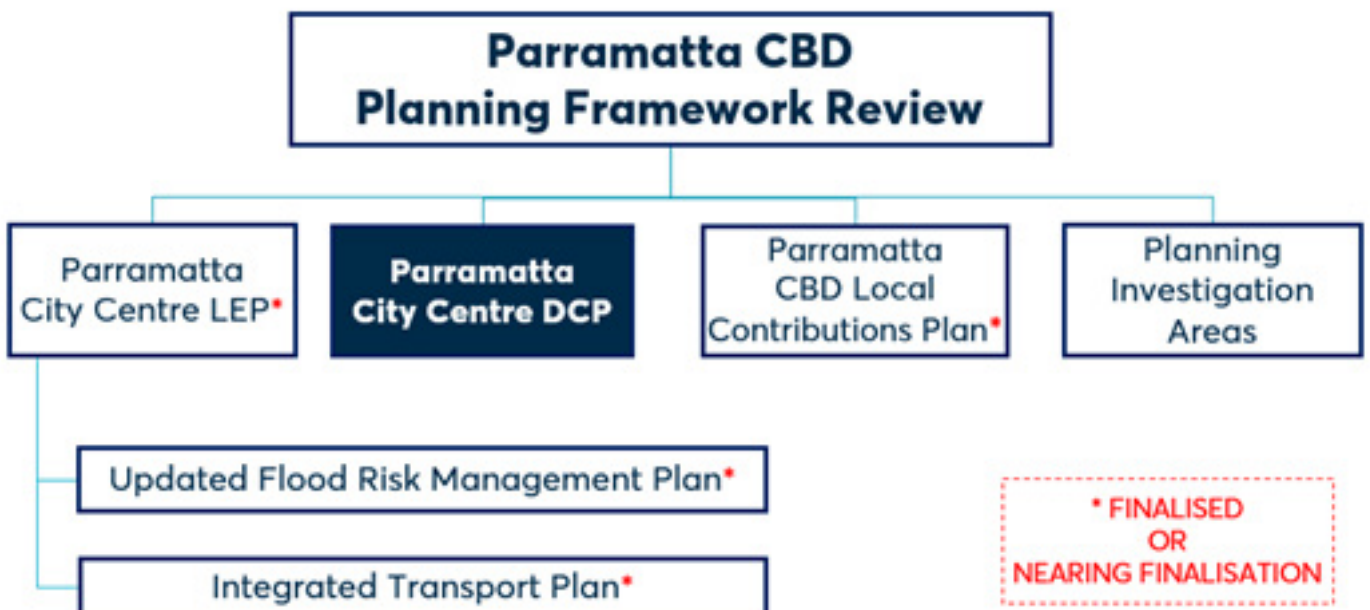 Parramatta CBD
Planning Framework Review
Parramatta
City Centre LEP*
Parramatta
City Centre DCP
Parramatta
CBD Local
Contributions Plan*
Planning
Investigation
Areas
Updated Flood Risk Management Plan*
Integrated Transport Plan*
* FINALISED
OR
NEARING FINALISATION